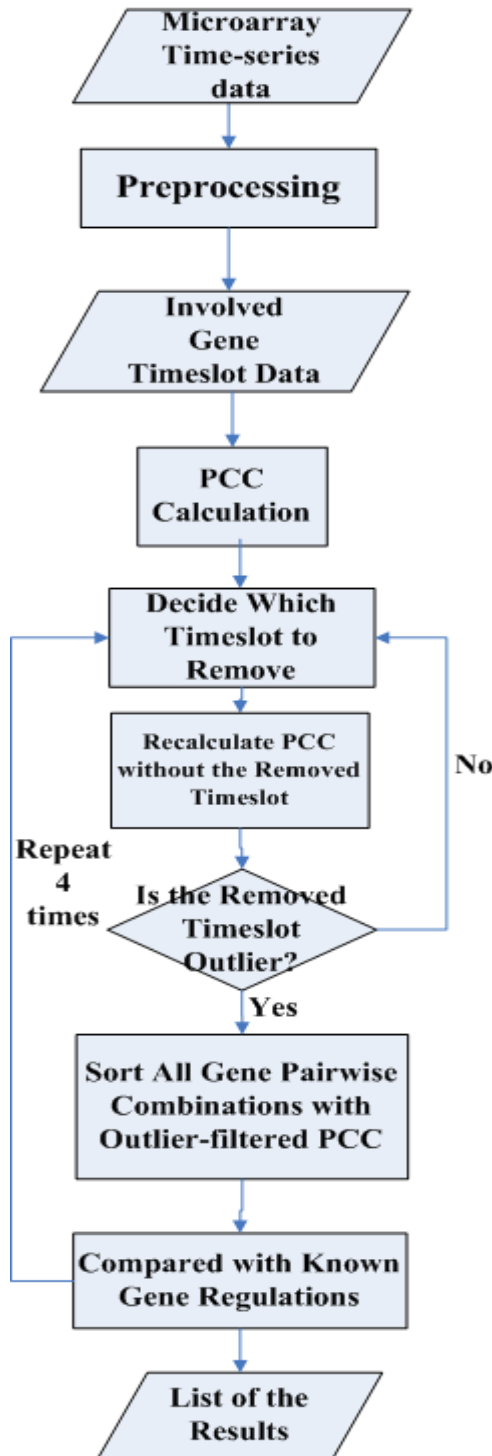 Microarray
Time-series
data
Preprocessing
Involved
Gene
Timeslot Data
PCC
Calculation
Decide Which
Timeslot to
Remove
Recalculate PCC
without the Removed
Timeslot
No
Repeat
4
times
Is the Removed
Timeslot
Outlier?
Yes
Sort All Gene Pairwise
Combinations with
Outlier-filtered PCC
Compared with Known
Gene Regulations
List of the
Results